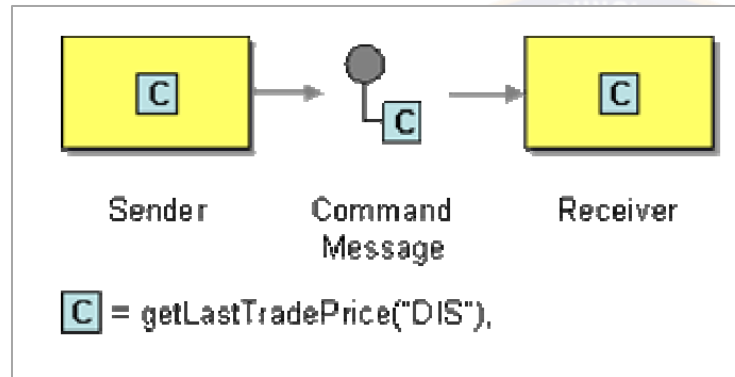 C
C
C
Sender
Command
Message
Receiver
C = getLastTradePrice("DIS"),